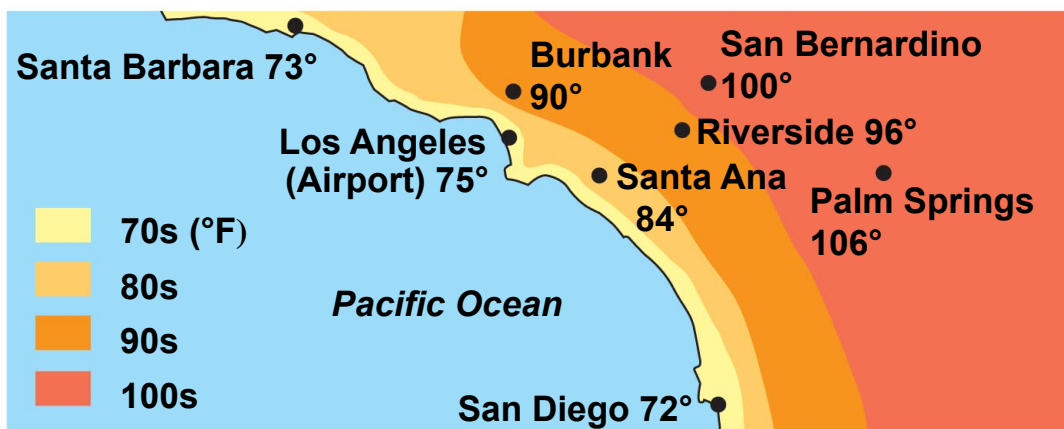 Santa Barbara 73°
Burbank
90°
San Bernardino
100°
Los Angeles
(Airport) 75°
Riverside 96°
Santa Ana
84°
Palm Springs
106°
70s (°F)
80s
90s
100s
Pacific Ocean
San Diego 72°